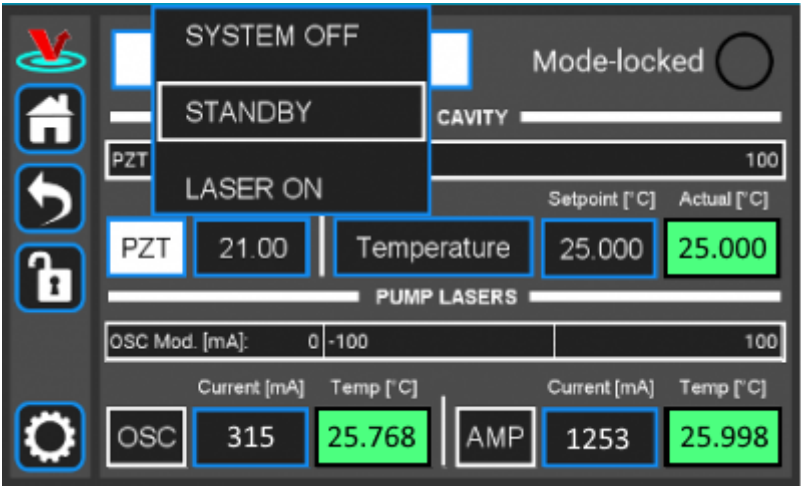 SYSTEM OFF
Mode-locked
STANDBY
CAVITY
PZT 100
LASER ON
Setpoint [°C] Actual [°C]
PZT 21.00 Temperature 25.000 25.000
PUMP LASERS
OSC Mod. [mA]: 0 -100 100
Current [mA] Temp [°C] Current [mA] Temp [°C]
OSC 315 25.768 AMP 1253 25.998